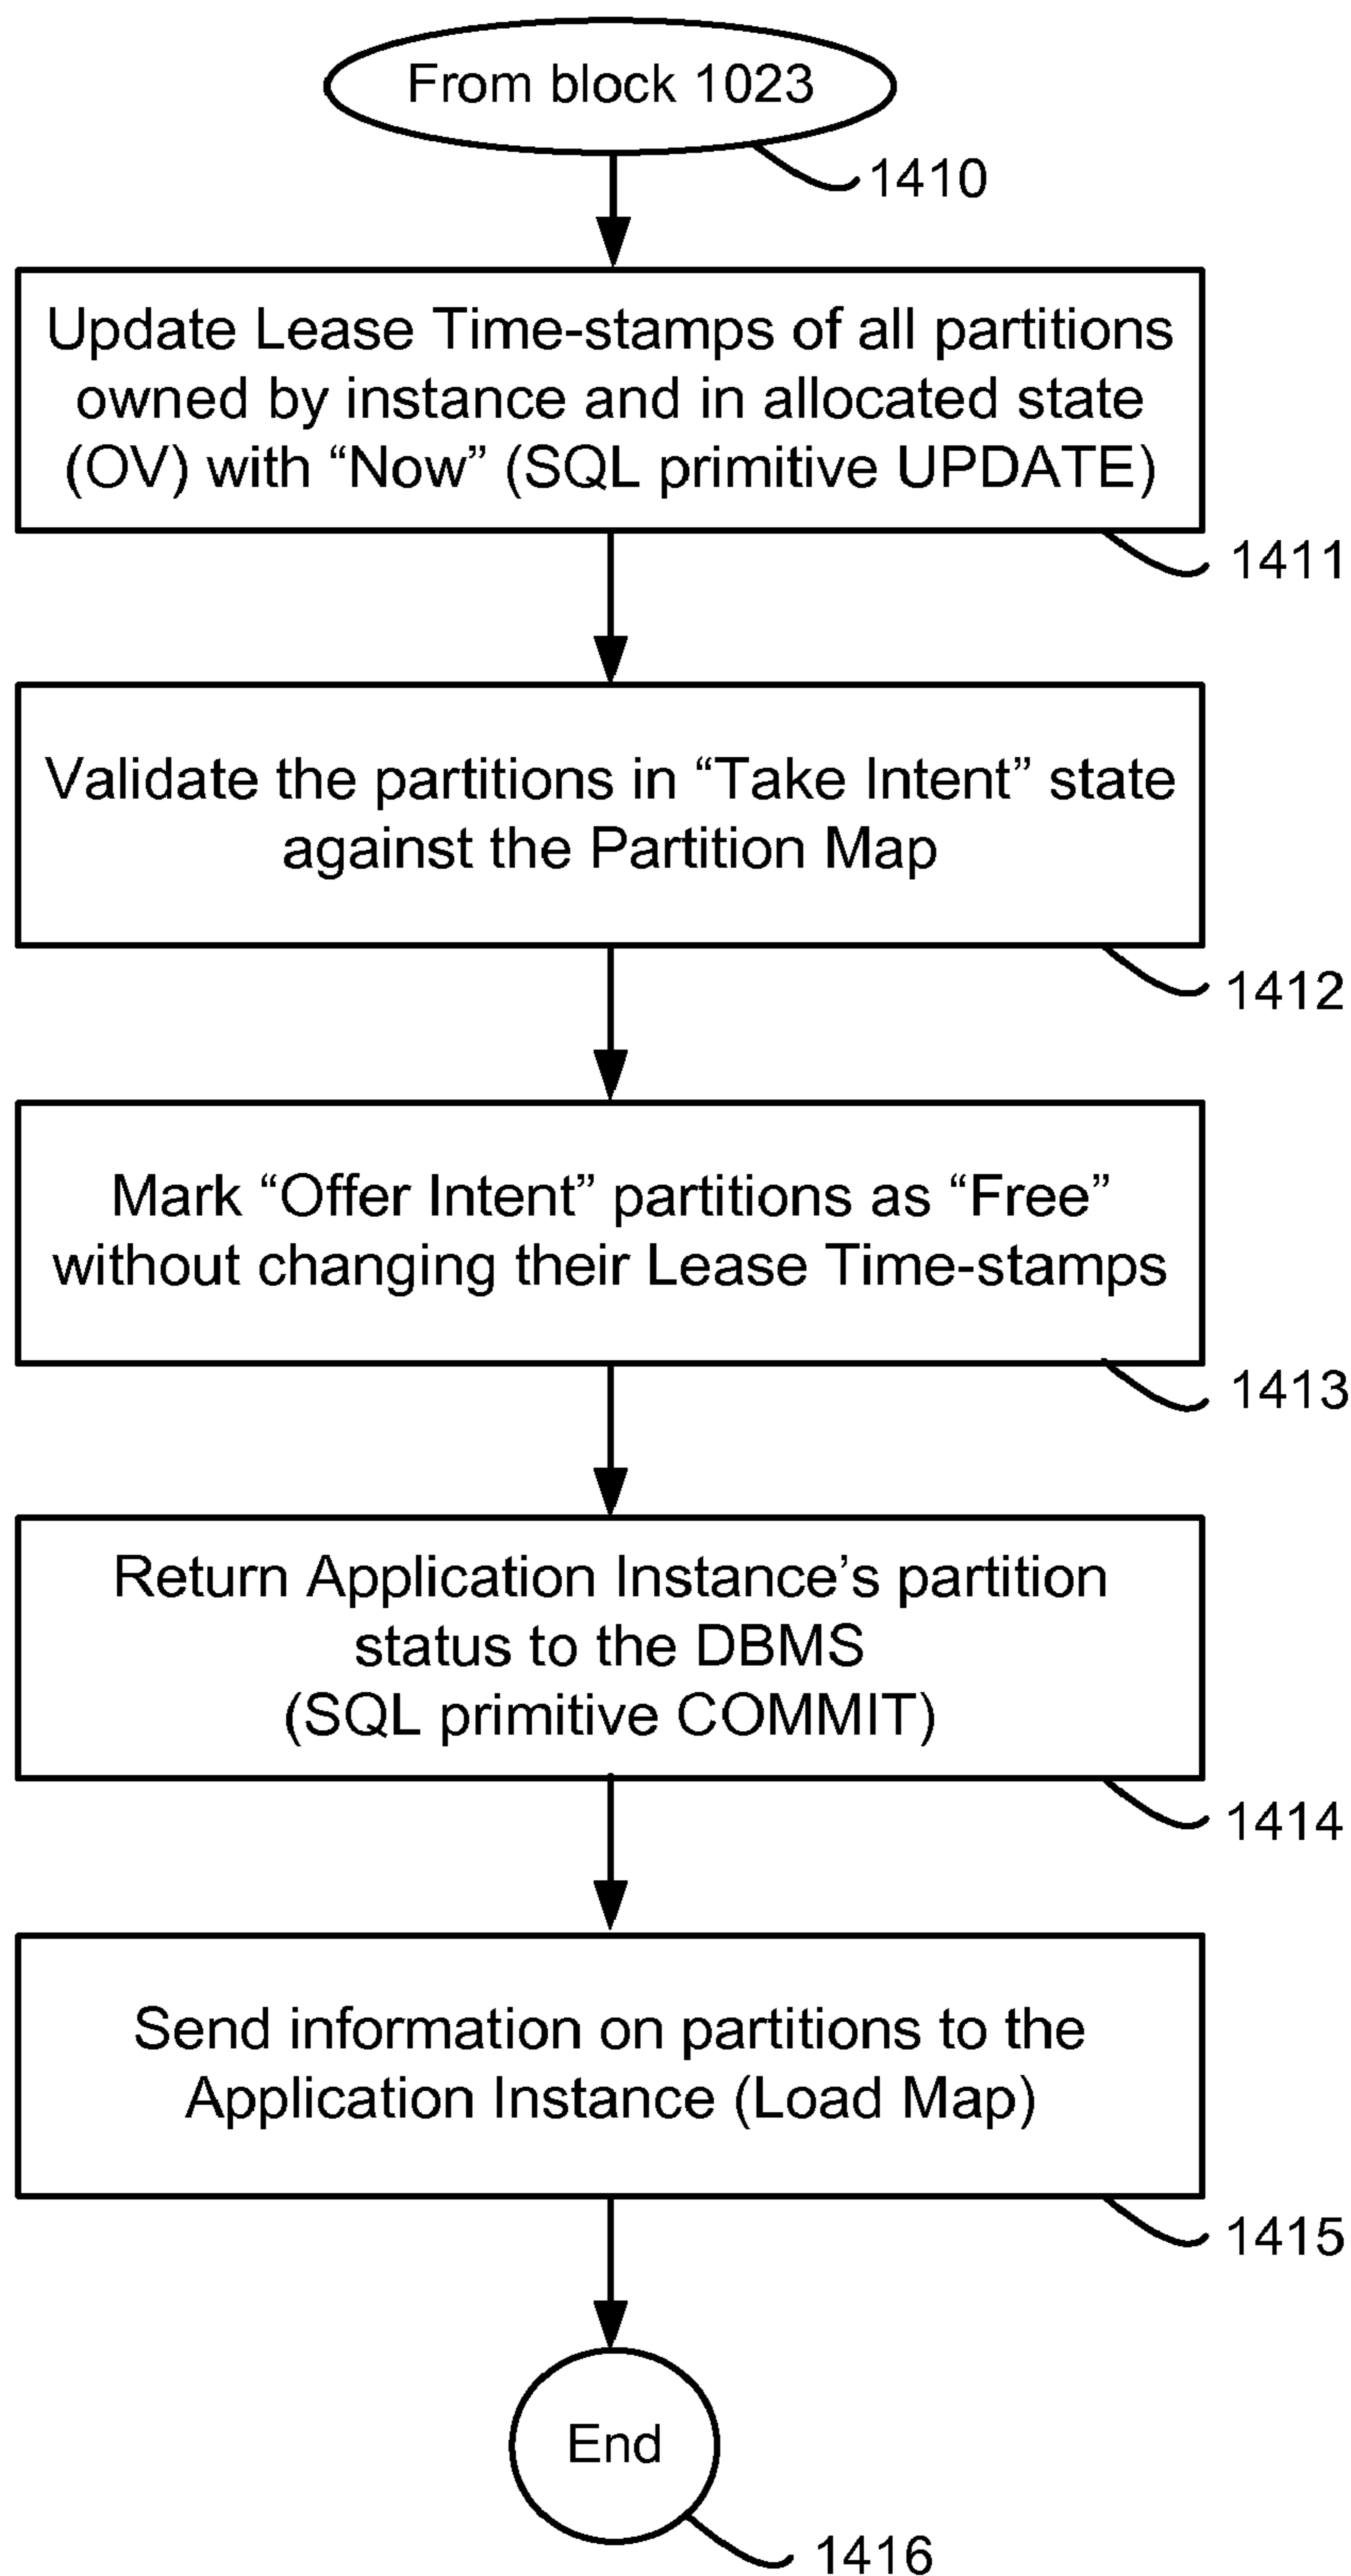 From block 1023
1410
Update Lease Time-stamps of all partitions
owned by instance and in allocated state
(OV) with “Now” (SQL primitive UPDATE)
1411
Validate the partitions in “Take Intent” state
against the Partition Map
1412
Mark “Offer Intent” partitions as “Free”
without changing their Lease Time-stamps
1413
Return Application Instance’s partition
status to the DBMS
(SQL primitive COMMIT)
1414
Send information on partitions to the
Application Instance (Load Map)
1415
End
1416